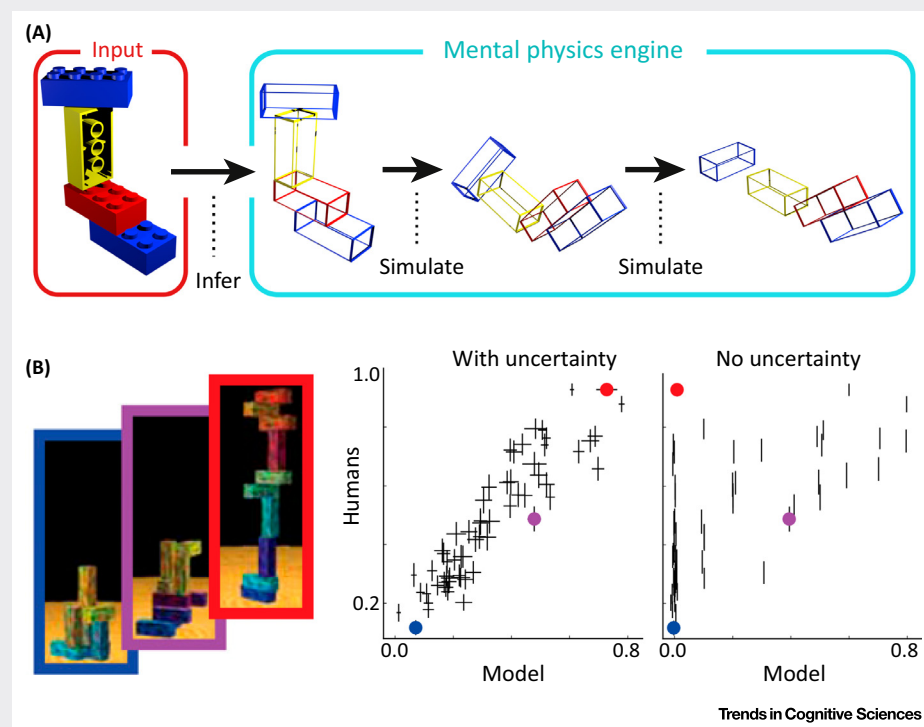 (A)
Input
Mental physics engine
Infer
Simulate
Simulate
(B)
With uncertainty
No uncertainty
1.0
Humans
0.2
0.0
0.8
0.0
0.8
Model
Model
Trends in Cognitive Sciences